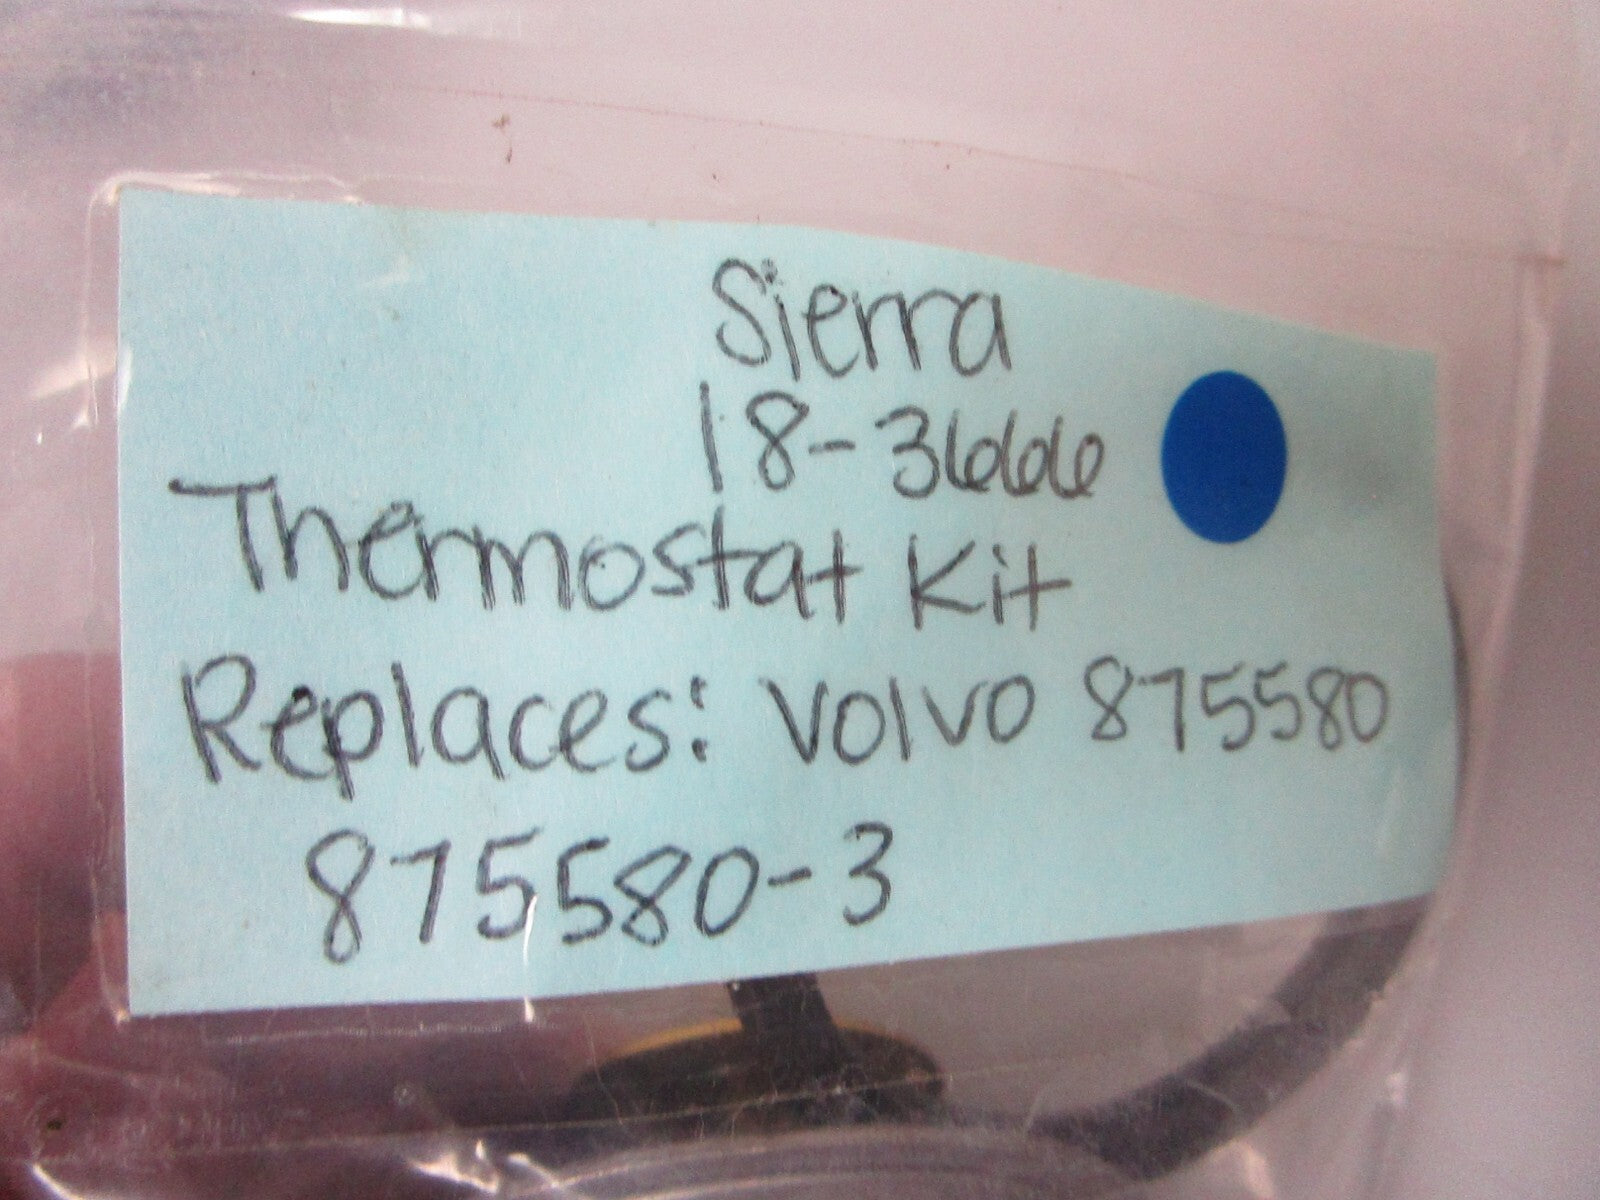 Sierra
18-3666
Thermostat Kit
Replaces: Volvo 875580
875580-3